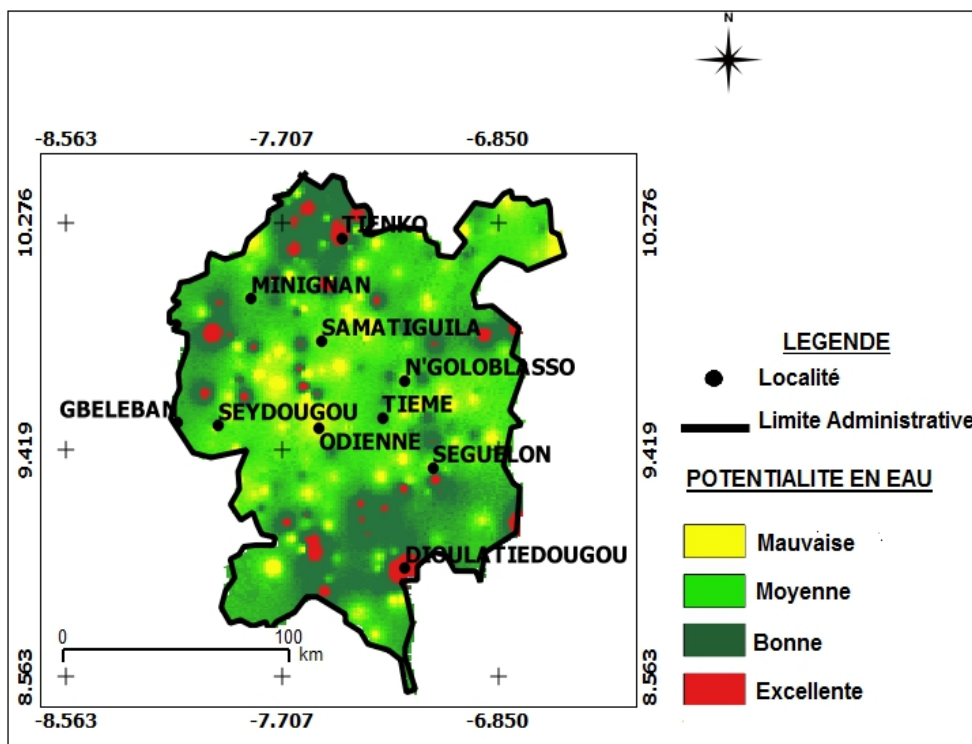 N
-8.563 -7.707 -6.850
10.276 10.276
TIENKO
MINIGNAN
SAMATIGUILA
N'GOLOBLASSO
GBELEBAN SEYDOUGOU TIEME
ODIENNE
9.419 9.419
SEGUELON
DIOULATIEDOUGOU
0 100
km
8.563 8.563
-8.563 -7.707 -6.850
LEGENDE
Localité
Limite Administrative
POTENTIALITE EN EAU
Mauvaise
Moyenne
Bonne
Excellente